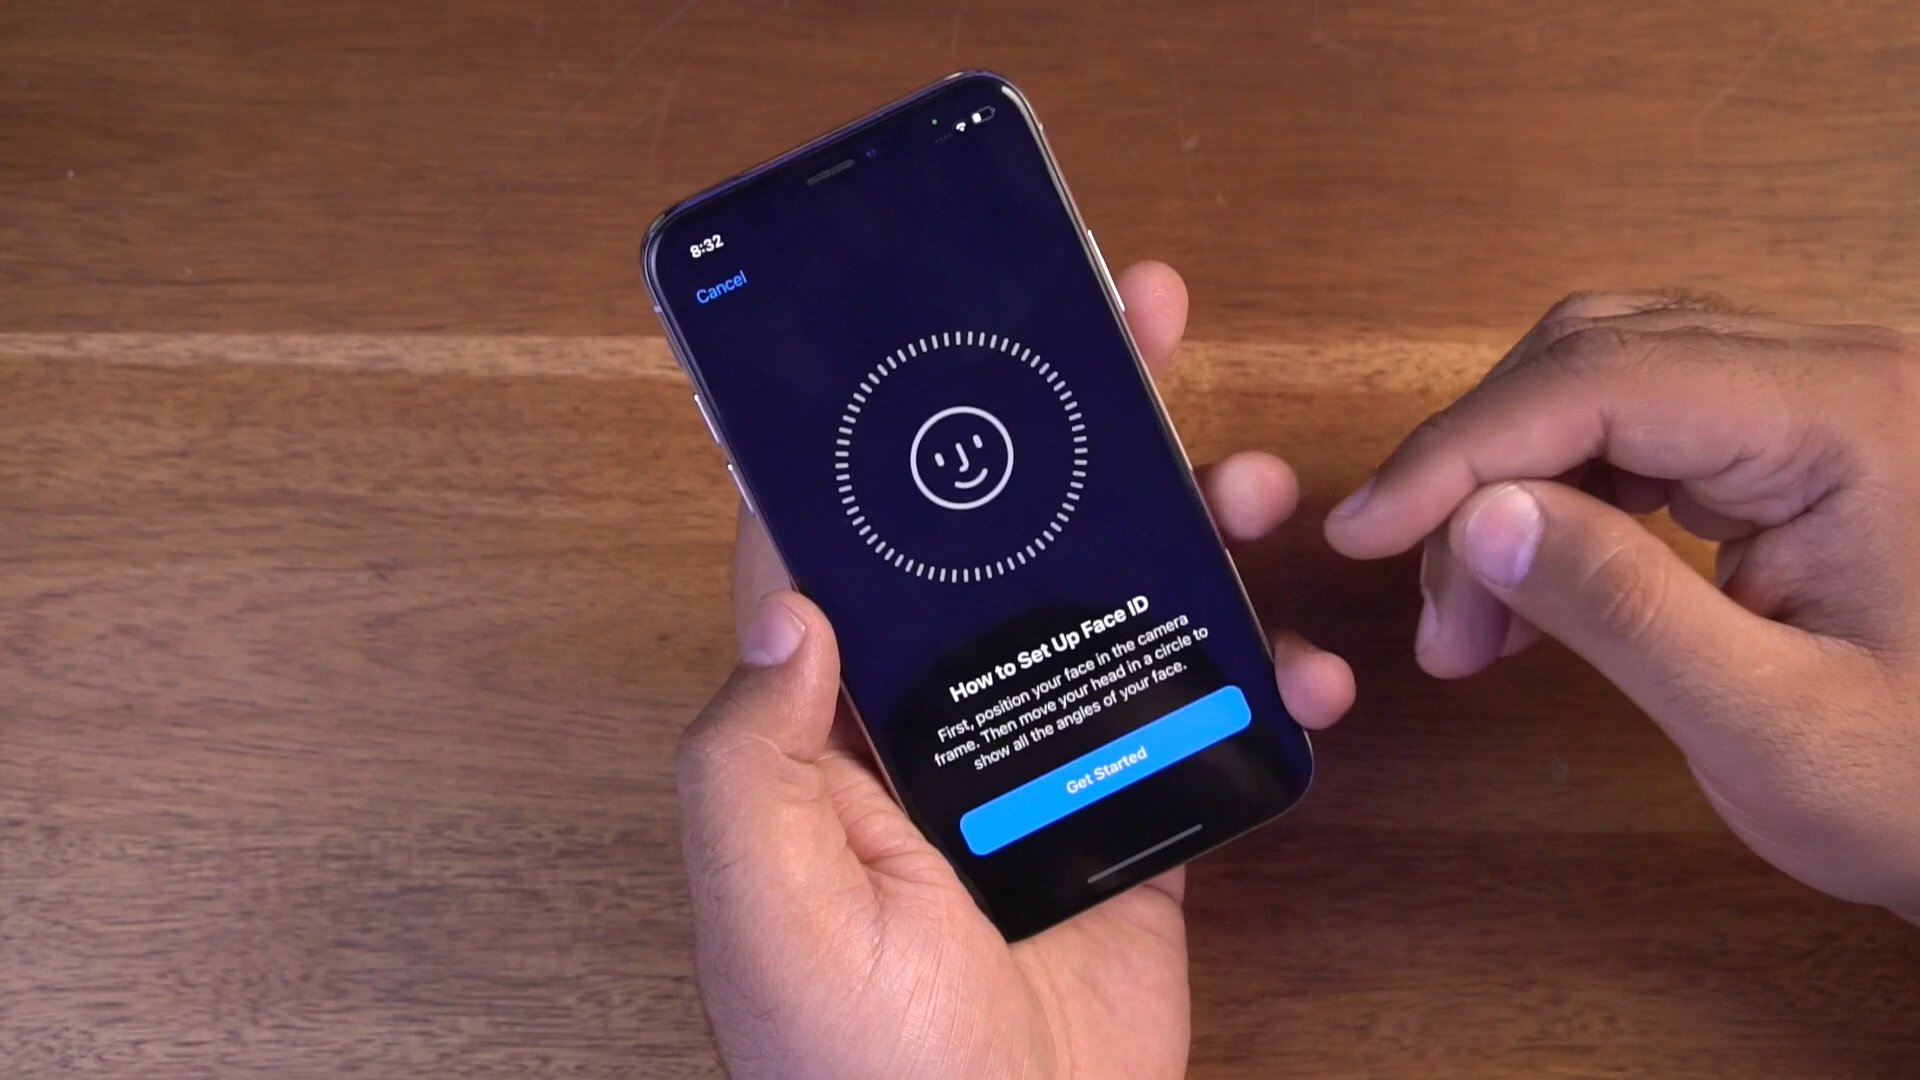 8:32
Cancel
How to Set Up Face ID
First, position your face in the camera
frame. Then move your head in a circle to
show all the angles of your face.
Get Started